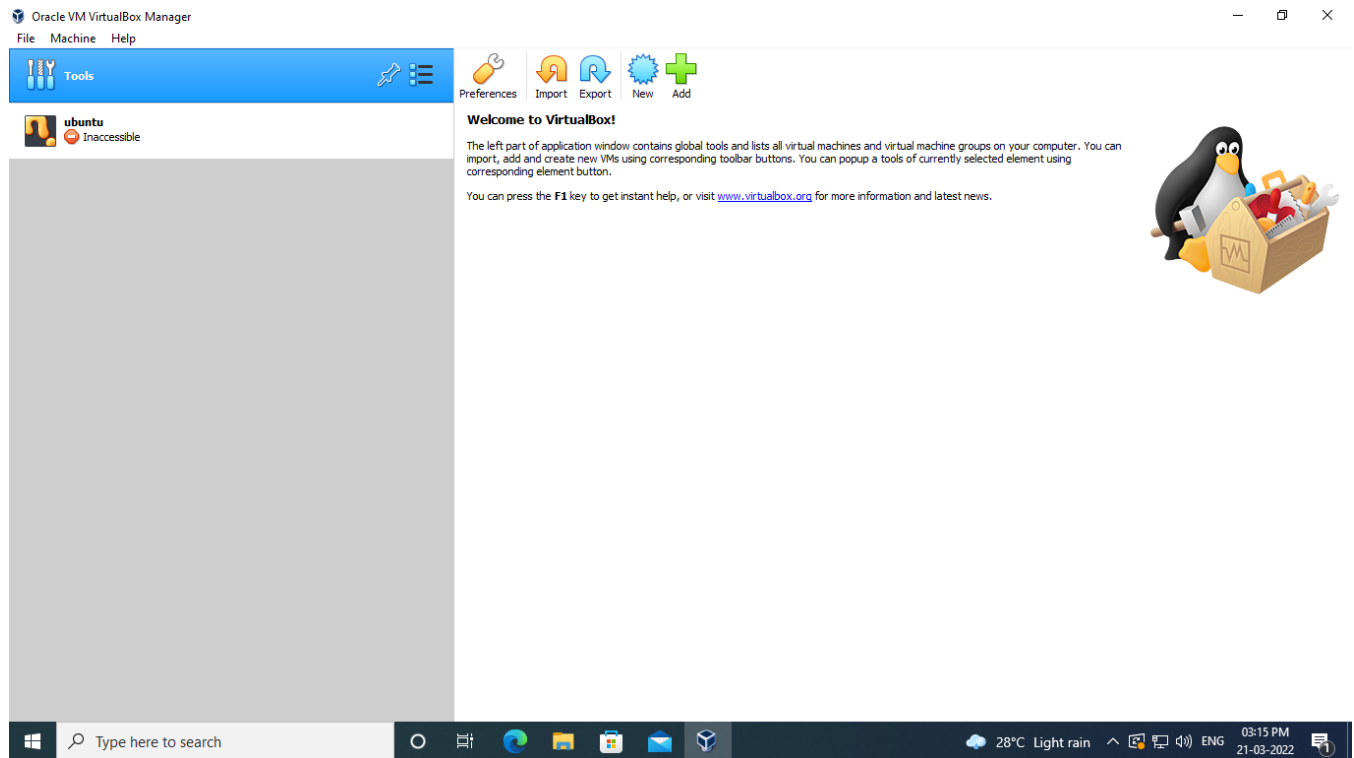 Oracle VM VirtualBox Manager
File Machine Help
Tools
ubuntu
Inaccessible
Preferences Import Export New Add
Welcome to VirtualBox!
The left part of application window contains global tools and lists all virtual machines and virtual machine groups on your computer. You can
import, add and create new VMs using corresponding toolbar buttons. You can popup a tools of currently selected element using
corresponding element button.
You can press the F1 key to get instant help, or visit www.virtualbox.org for more information and latest news.
Type here to search
28°C Light rain
ENG
03:15 PM
21-03-2022
1